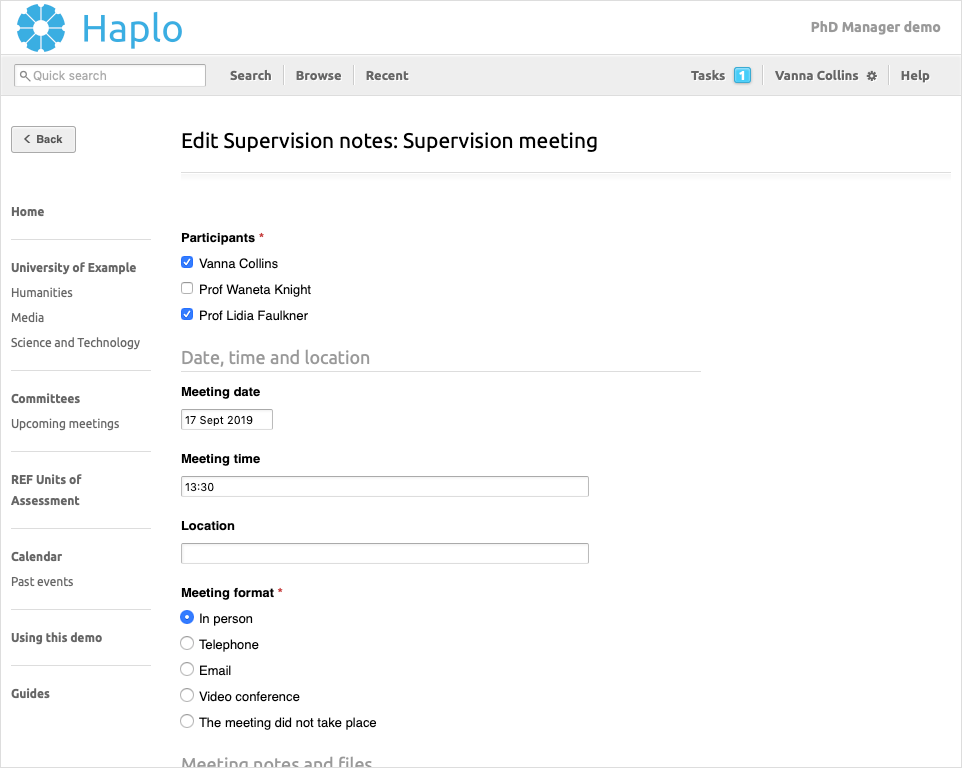 Haplo
PhD Manager demo
Quick search
Search
Browse
Recent
Tasks 1
Vanna Collins
Help
Back
Edit Supervision notes: Supervision meeting
Home
University of Example
Humanities
Media
Science and Technology
Committees
Upcoming meetings
REF Units of
Assessment
Calendar
Past events
Using this demo
Guides
Participants *
Vanna Collins
Prof Waneta Knight
Prof Lidia Faulkner
Date, time and location
Meeting date
17 Sept 2019
Meeting time
13:30
Location
Meeting format *
In person
Telephone
Email
Video conference
The meeting did not take place
Meeting notes and files